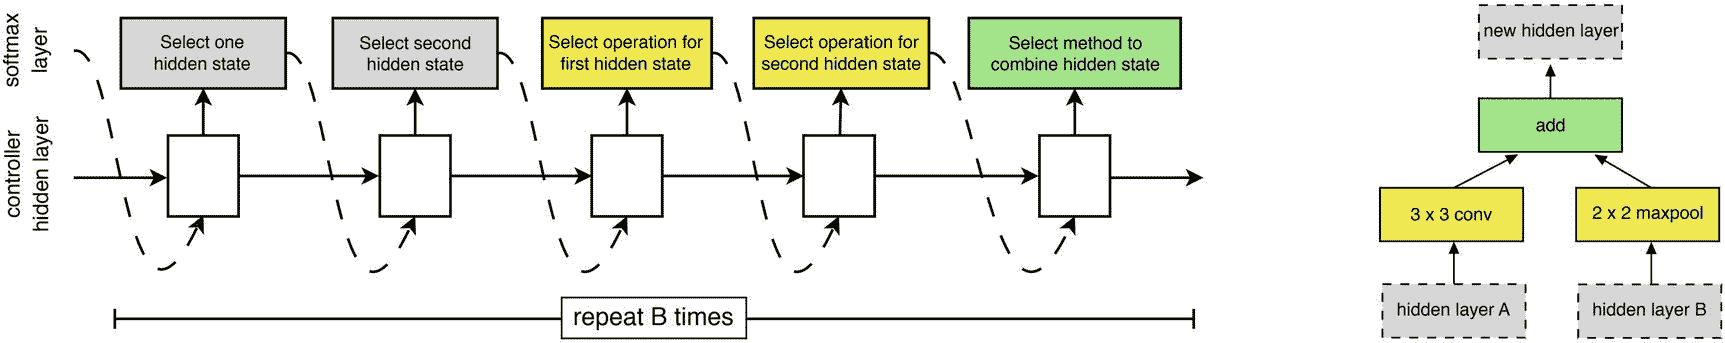 softmax
layer
controller
hidden layer
Select one
hidden state
Select second
hidden state
Select operation for
first hidden state
Select operation for
second hidden state
Select method to
combine hidden state
repeat B times
new hidden layer
add
3 x 3 conv
2 x 2 maxpool
hidden layer A
hidden layer B